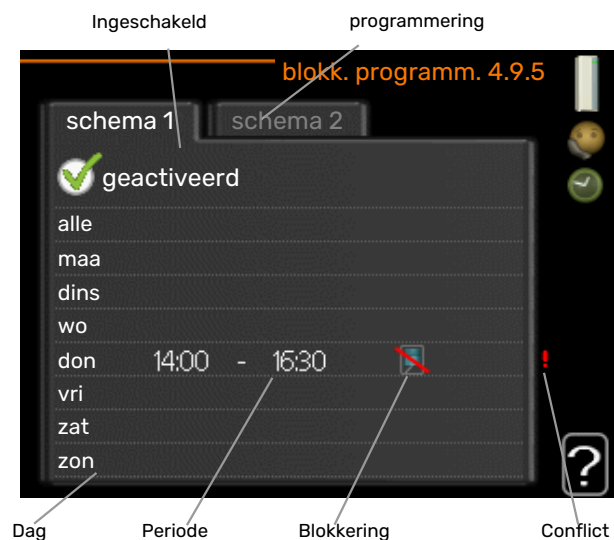 Ingeschakeld programmering
blokk. programm. 4.9.5
schema 1 schema 2
geactiveerd
alle
maa
dins
wo
don 14:00 - 16:30 !
vri
zat
zon
?
Dag Periode Blokkering Conflict